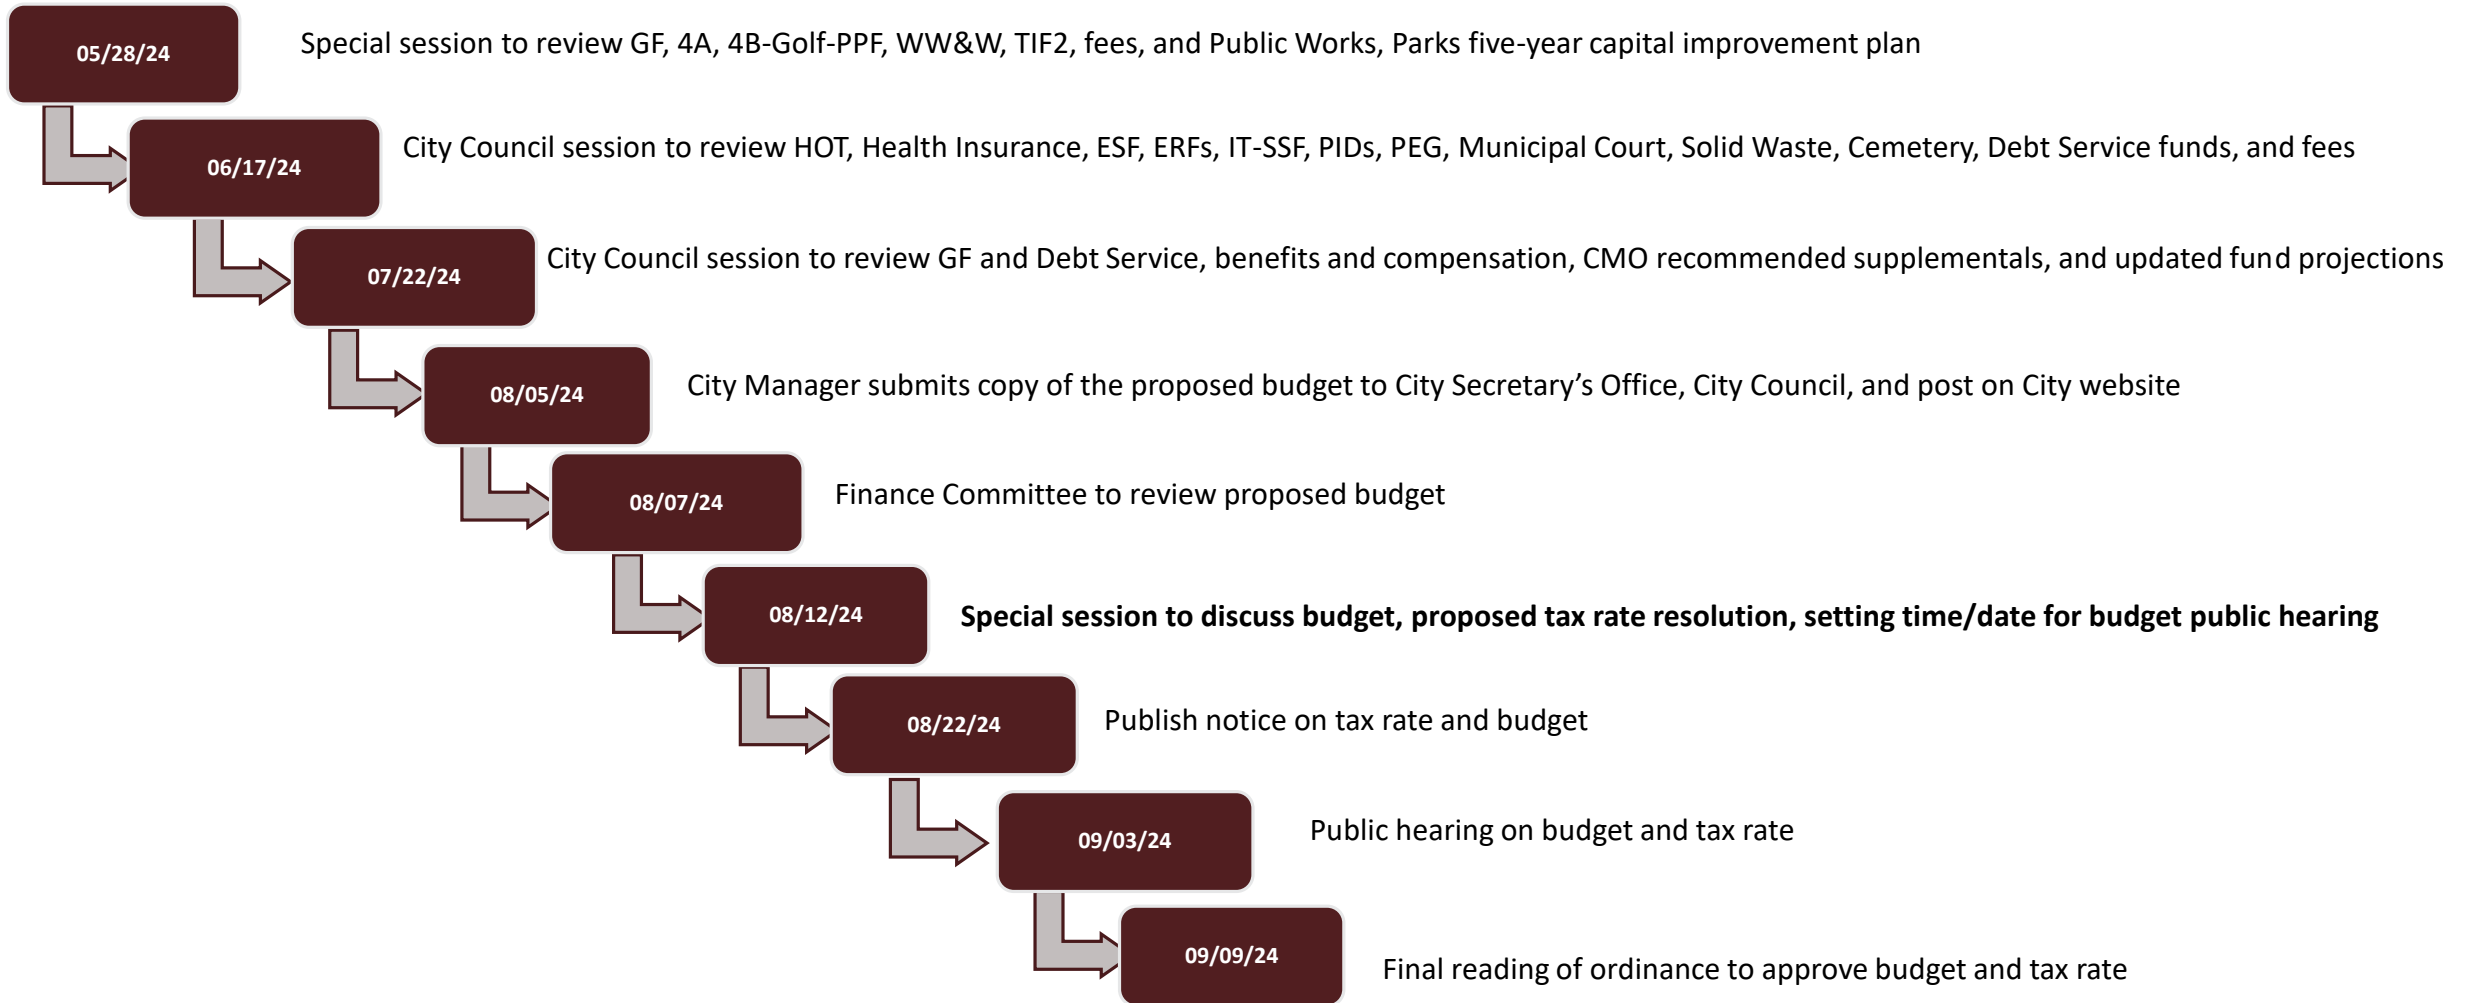 05/28/24
Special session to review GF, 4A, 4B-Golf-PPF, WW&W, TIF2, fees, and Public Works, Parks five-year capital improvement plan
06/17/24
City Council session to review HOT, Health Insurance, ESF, ERFs, IT-SSF, PIDs, PEG, Municipal Court, Solid Waste, Cemetery, Debt Service funds, and fees
07/22/24
City Council session to review GF and Debt Service, benefits and compensation, CMO recommended supplementals, and updated fund projections
08/05/24
City Manager submits copy of the proposed budget to City Secretary’s Office, City Council, and post on City website
08/07/24
Finance Committee to review proposed budget
08/12/24
Special session to discuss budget, proposed tax rate resolution, setting time/date for budget public hearing
08/22/24
Publish notice on tax rate and budget
09/03/24
Public hearing on budget and tax rate
09/09/24
Final reading of ordinance to approve budget and tax rate